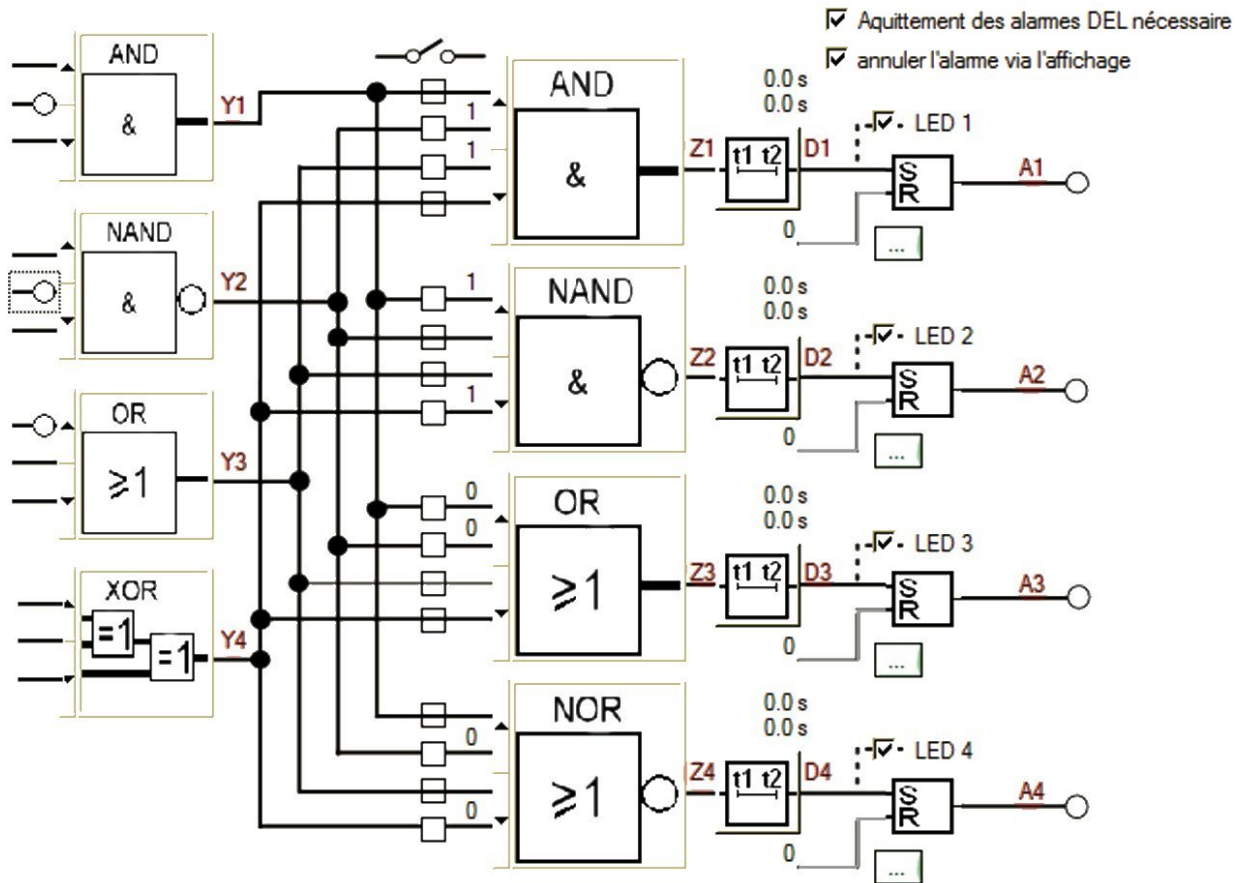 Aquittement des alarmes DEL nécessaire
annuler l'alarme via l'affichage
AND
&
Y1
NAND
&
Y2
OR
≥1
Y3
XOR
=1
=1
Y4
1
1
AND
&
Z1
0.0 s
0.0 s
t1 t2
D1
LED 1
S
R
0
...
A1
1
1
NAND
&
Z2
0.0 s
0.0 s
t1 t2
D2
LED 2
S
R
0
...
A2
0
0
OR
≥1
Z3
0.0 s
0.0 s
t1 t2
D3
LED 3
S
R
0
...
A3
0
0
NOR
≥1
Z4
0.0 s
0.0 s
t1 t2
D4
LED 4
S
R
0
...
A4